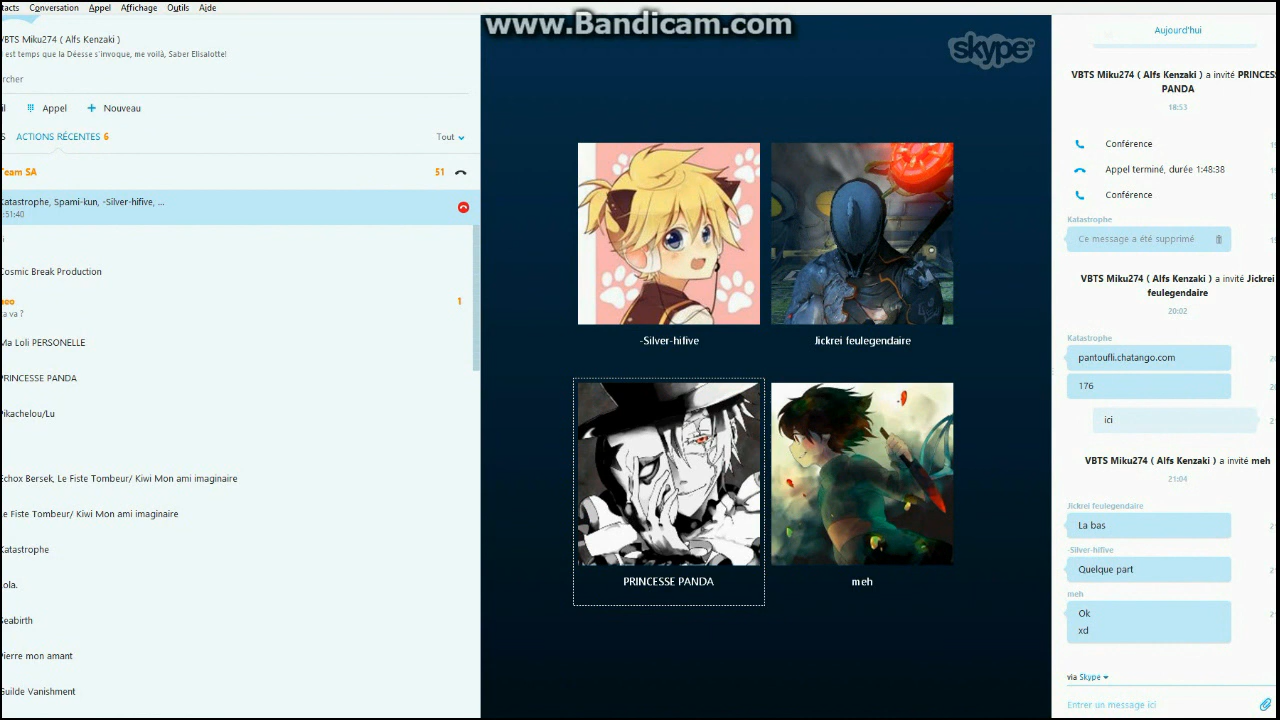 tacts Conversation Appel Affichage Outils Aide
www.Bandicam.com
VBTS Miku274 ( Alfs Kenzaki )
est temps que la Déesse s'invoque, me voilà, Saber Elisalotte!
rcher
il Appel Nouveau
S ACTIONS RÉCENTES 6 Tout
Team SA 51
Katastrophe, Spami-kun, -Silver-hifive, ...
:51:40
Cosmic Break Production
neo 1
ca va ?
Ma Loli PERSONELLE
PRINCESSE PANDA
Pikachelou/Lu
Echox Bersek, Le Fiste Tombeur/ Kiwi Mon ami imaginaire
Le Fiste Tombeur/ Kiwi Mon ami imaginaire
Katastrophe
Lola.
Seabirth
Pierre mon amant
Guilde Vanishment
skype
-Silver-hifive
Jickrei feulegendaire
PRINCESSE PANDA
meh
Aujourd'hui
VBTS Miku274 ( Alfs Kenzaki ) a invité PRINCESS
PANDA
18:53
Conférence
Appel terminé, durée 1:48:38
Conférence
Katastrophe
Ce message a été supprimé
VBTS Miku274 ( Alfs Kenzaki ) a invité Jickrei
feulegendaire
20:02
Katastrophe
pantoufli.chatango.com
176
ici
VBTS Miku274 ( Alfs Kenzaki ) a invité meh
21:04
Jickrei feulegendaire
La bas
-Silver-hifive
Quelque part
meh
Ok
xd
via Skype
Entrer un message ici